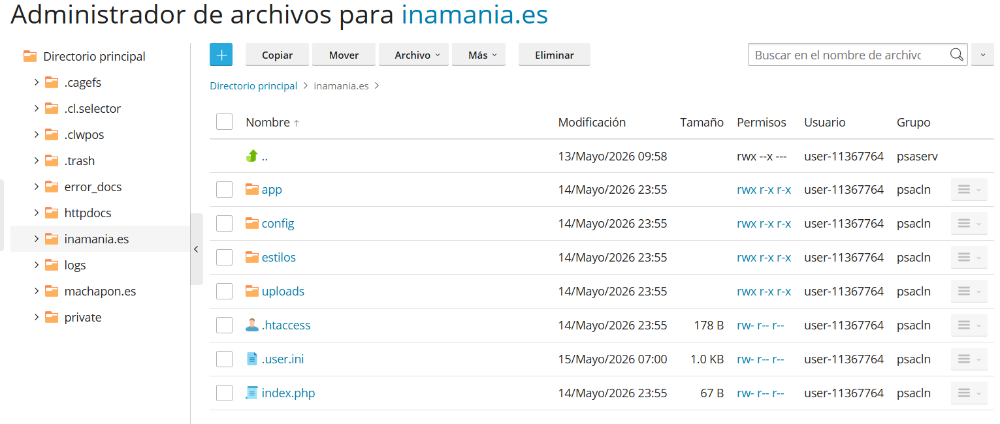 Administrador de archivos para inamania.es
Directorio principal
.cagefs
.cl.selector
.clwpos
.trash
error_docs
httpdocs
inamania.es
logs
machapon.es
private
Copiar Mover Archivo Más Eliminar
Buscar en el nombre de archivo
Directorio principal > inamania.es >
Nombre ↑ Modificación Tamaño Permisos Usuario Grupo
.. 13/Mayo/2026 09:58 rwx --x --- user-11367764 psaserv
app 14/Mayo/2026 23:55 rwx r-x r-x user-11367764 psacln
config 14/Mayo/2026 23:55 rwx r-x r-x user-11367764 psacln
estilos 14/Mayo/2026 23:55 rwx r-x r-x user-11367764 psacln
uploads 14/Mayo/2026 23:55 rwx r-x r-x user-11367764 psacln
.htaccess 14/Mayo/2026 23:55 178 B rw- r-- r-- user-11367764 psacln
.user.ini 15/Mayo/2026 07:00 1.0 KB rw- r-- r-- user-11367764 psacln
index.php 14/Mayo/2026 23:55 67 B rw- r-- r-- user-11367764 psacln